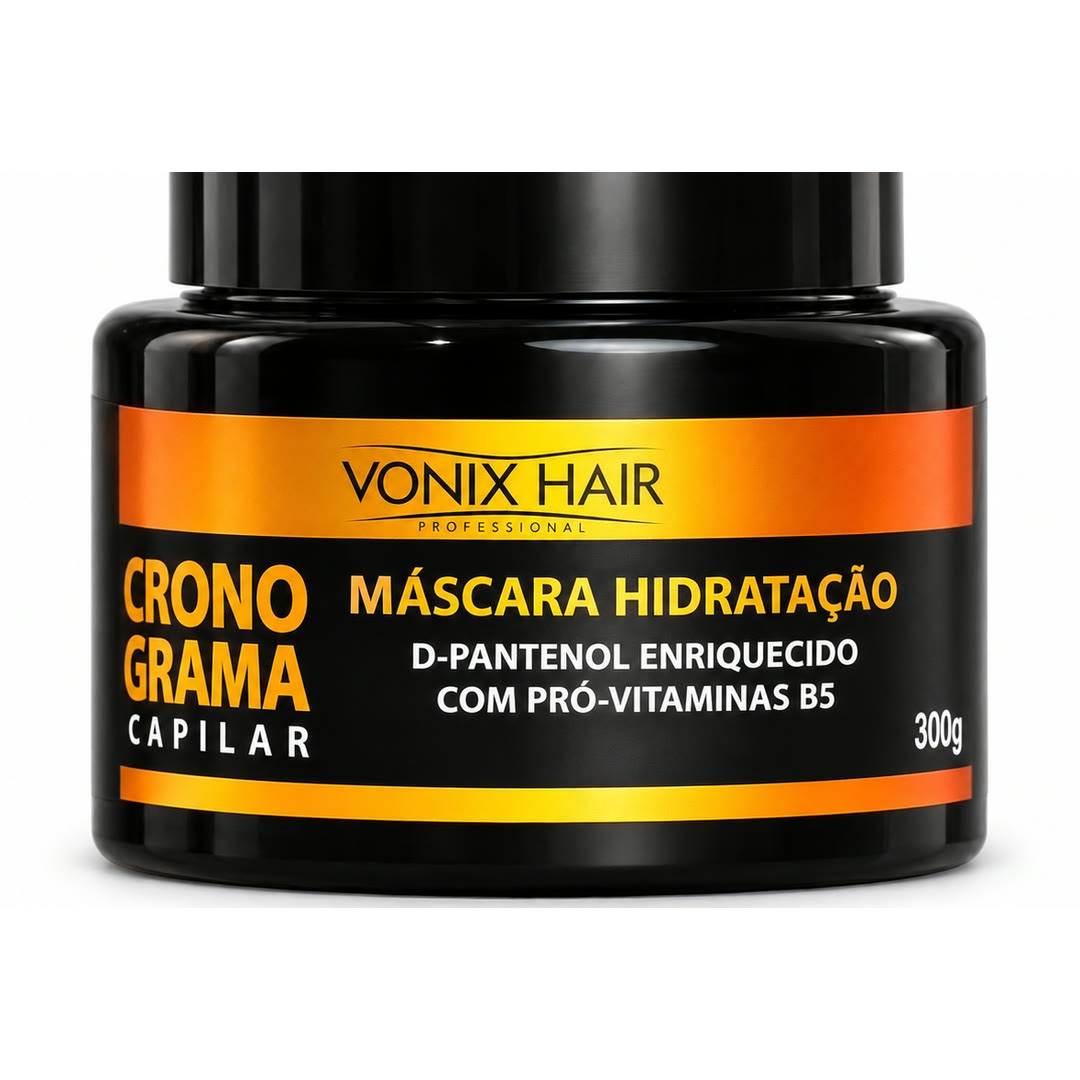 VONIX HAIR
PROFESSIONAL
CRONO
GRAMA
CAPILAR
MÁSCARA HIDRATAÇÃO
D-PANTENOL ENRIQUECIDO
COM PRÓ-VITAMINAS B5
300g